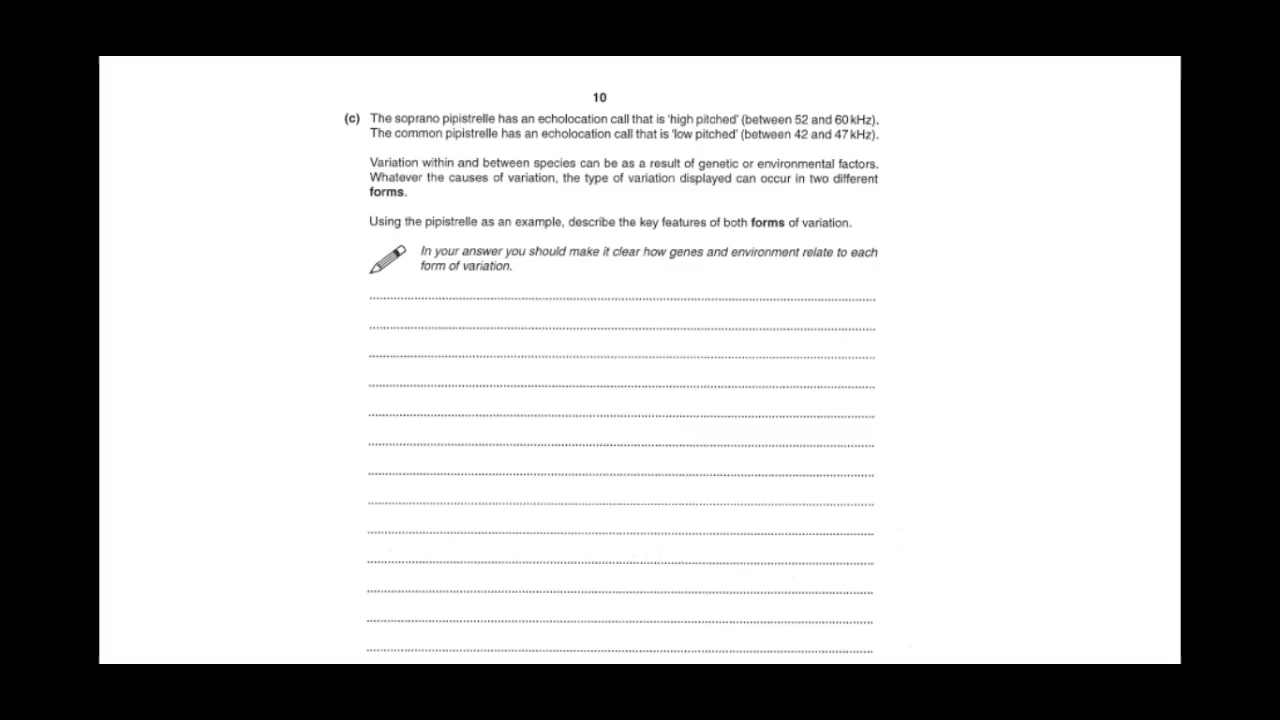 10
(c) The soprano pipistrelle has an echolocation call that is 'high pitched' (between 52 and 60 kHz).
The common pipistrelle has an echolocation call that is 'low pitched' (between 42 and 47 kHz).
Variation within and between species can be as a result of genetic or environmental factors.
Whatever the causes of variation, the type of variation displayed can occur in two different
forms.
Using the pipistrelle as an example, describe the key features of both forms of variation.
In your answer you should make it clear how genes and environment relate to each
form of variation.